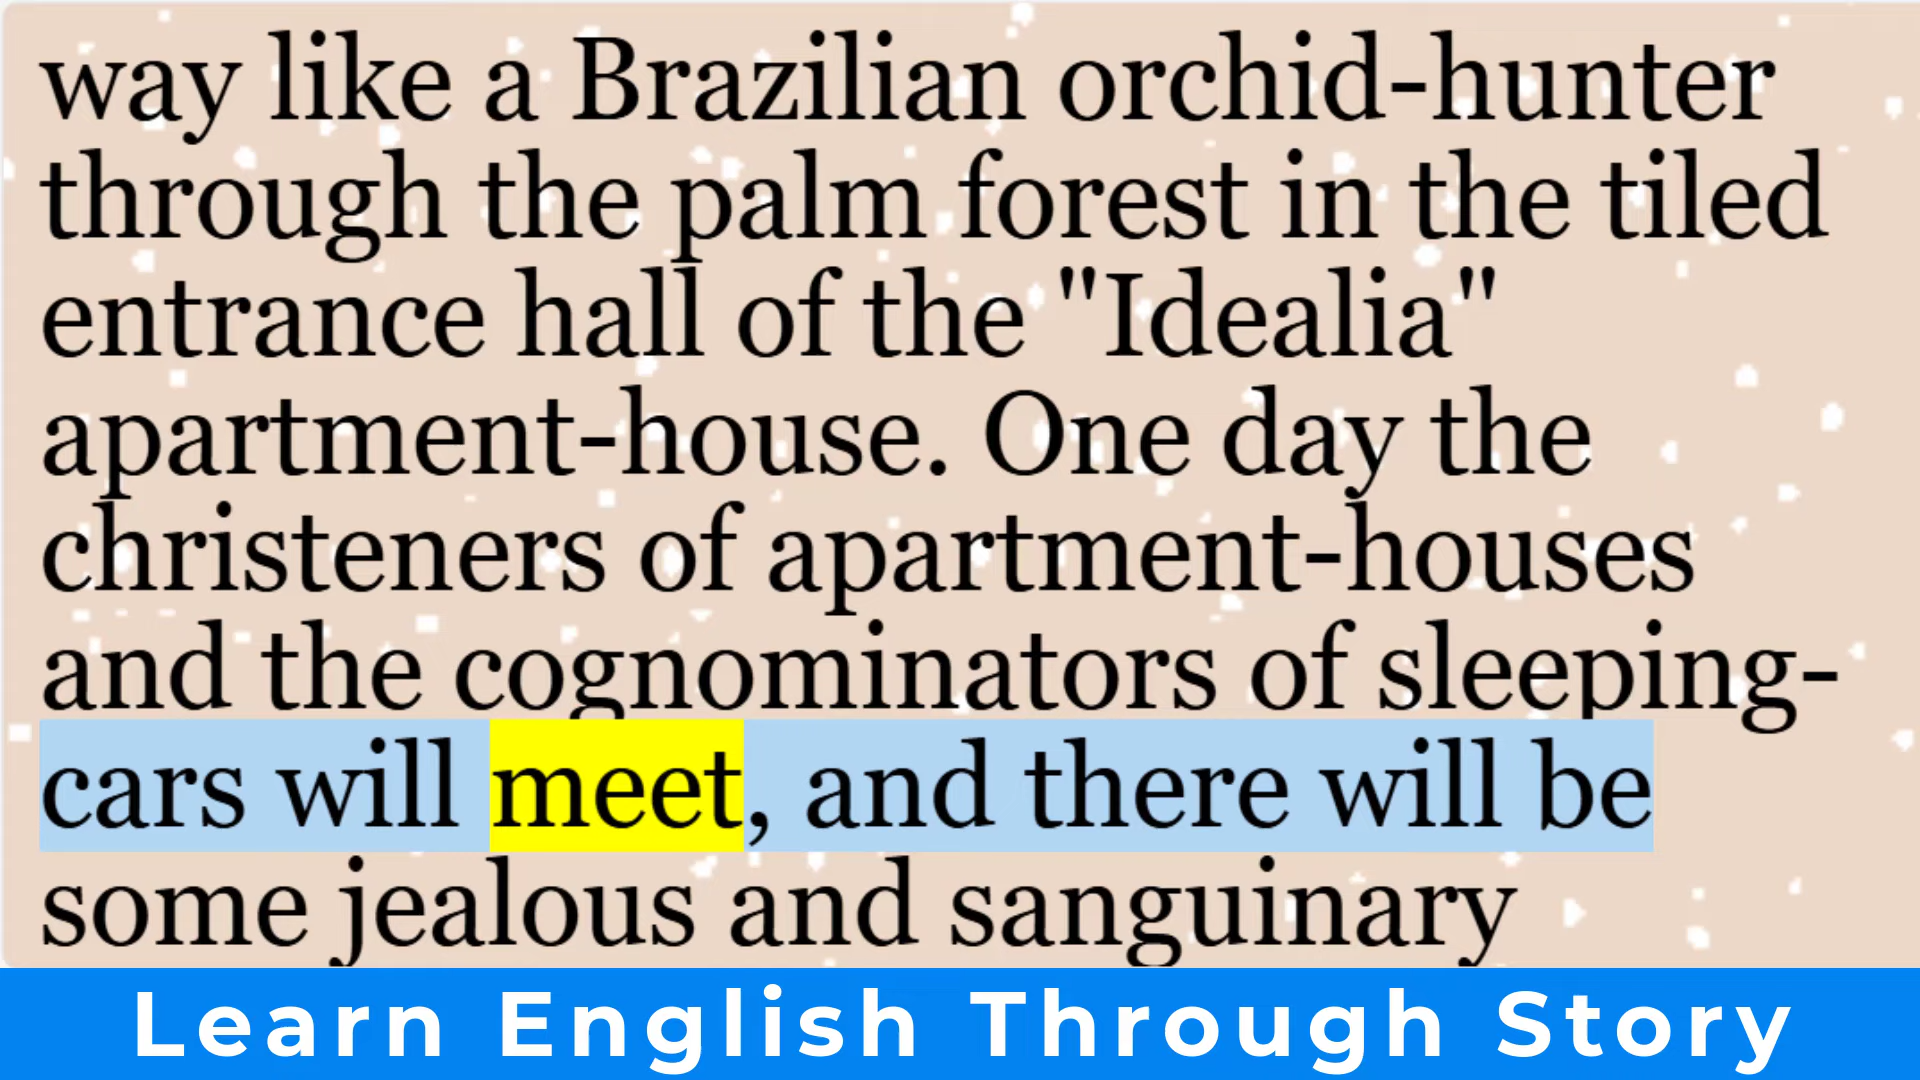 way like a Brazilian orchid-hunter
through the palm forest in the tiled
entrance hall of the "Idealia"
apartment-house. One day the
christeners of apartment-houses
and the cognominators of sleeping-
cars will meet, and there will be
some jealous and sanguinary
Learn English Through Story